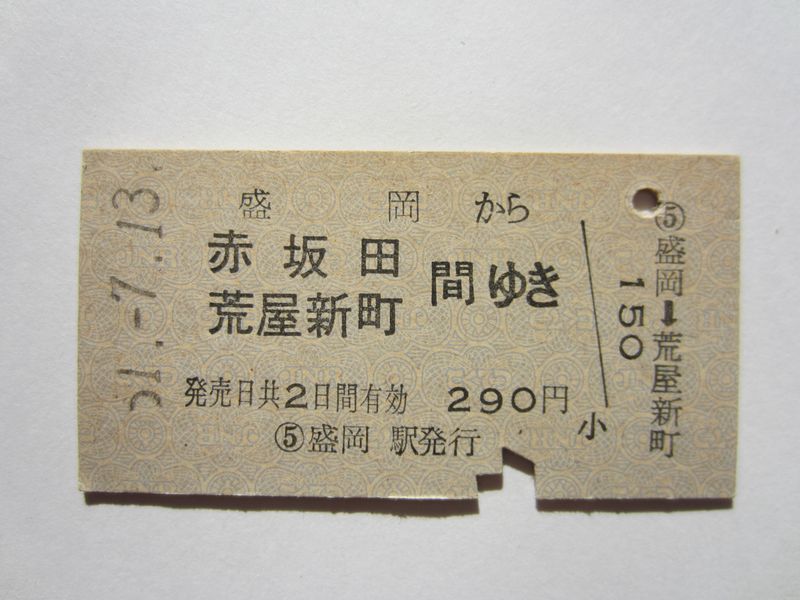 51.-7.13
盛岡から
赤坂田
荒屋新町
間ゆき
発売日共2日間有効 290円
⑤盛岡 駅発行
小
150
⑤盛岡➡荒屋新町